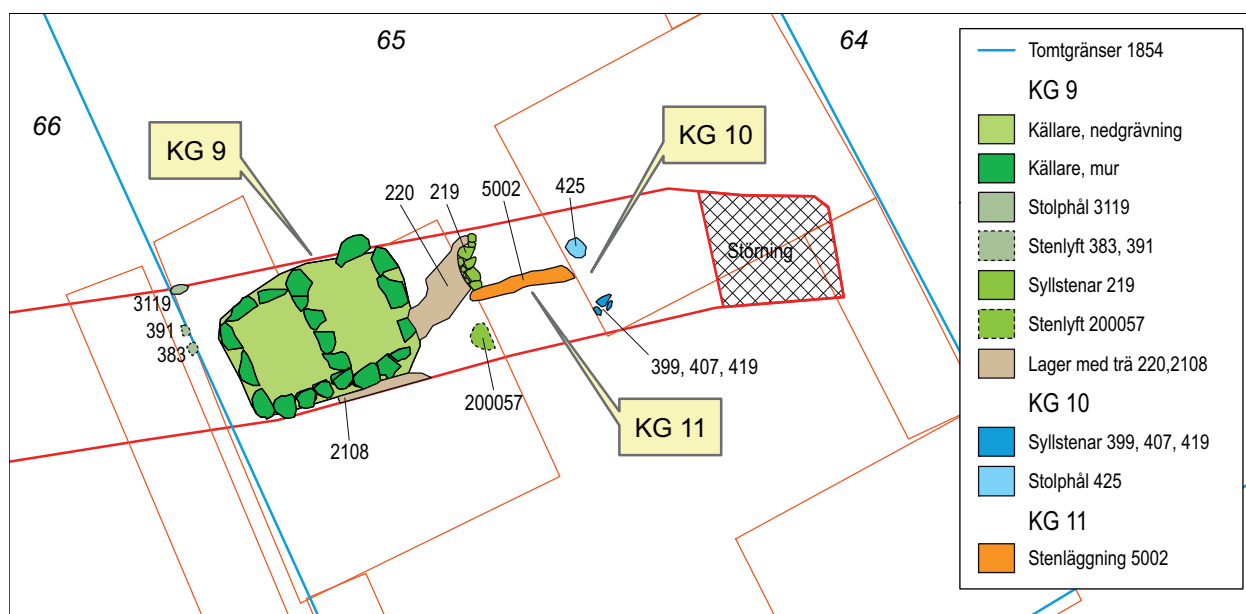 65
64
66
KG 9
KG 10
220
219
5002
425
Störning
3119
391
383
399, 407, 419
200057
KG 11
2108
Tomtgränser 1854
KG 9
Källare, nedgrävning
Källare, mur
Stolphål 3119
Stenlyft 383, 391
Syllstenar 219
Stenlyft 200057
Lager med trä 220,2108
KG 10
Syllstenar 399, 407, 419
Stolphål 425
KG 11
Stenläggning 5002